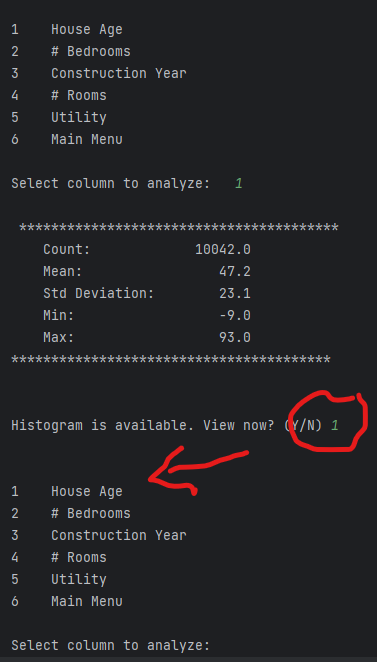 1    House Age
2    # Bedrooms
3    Construction Year
4    # Rooms
5    Utility
6    Main Menu
Select column to analyze:   1
****************************************
Count:             10042.0
Mean:                 47.2
Std Deviation:        23.1
Min:                  -9.0
Max:                  93.0
****************************************
Histogram is available. View now? (Y/N) 1
1    House Age
2    # Bedrooms
3    Construction Year
4    # Rooms
5    Utility
6    Main Menu
Select column to analyze: